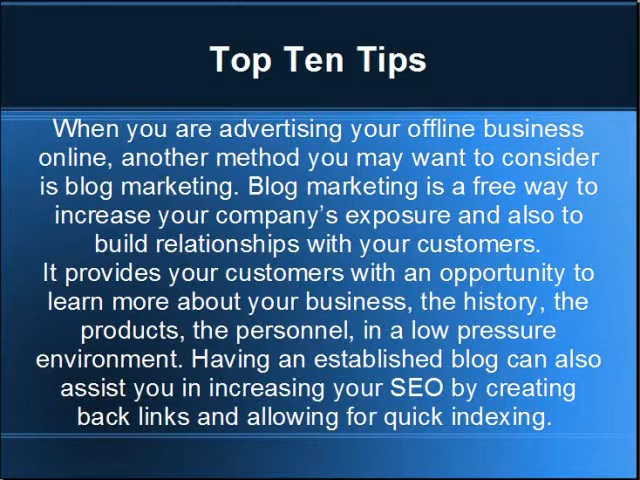 Top Ten Tips
When you are advertising your offline business
online, another method you may want to consider
is blog marketing. Blog marketing is a free way to
increase your company’s exposure and also to
build relationships with your customers.
It provides your customers with an opportunity to
learn more about your business, the history, the
products, the personnel, in a low pressure
environment. Having an established blog can also
assist you in increasing your SEO by creating
back links and allowing for quick indexing.